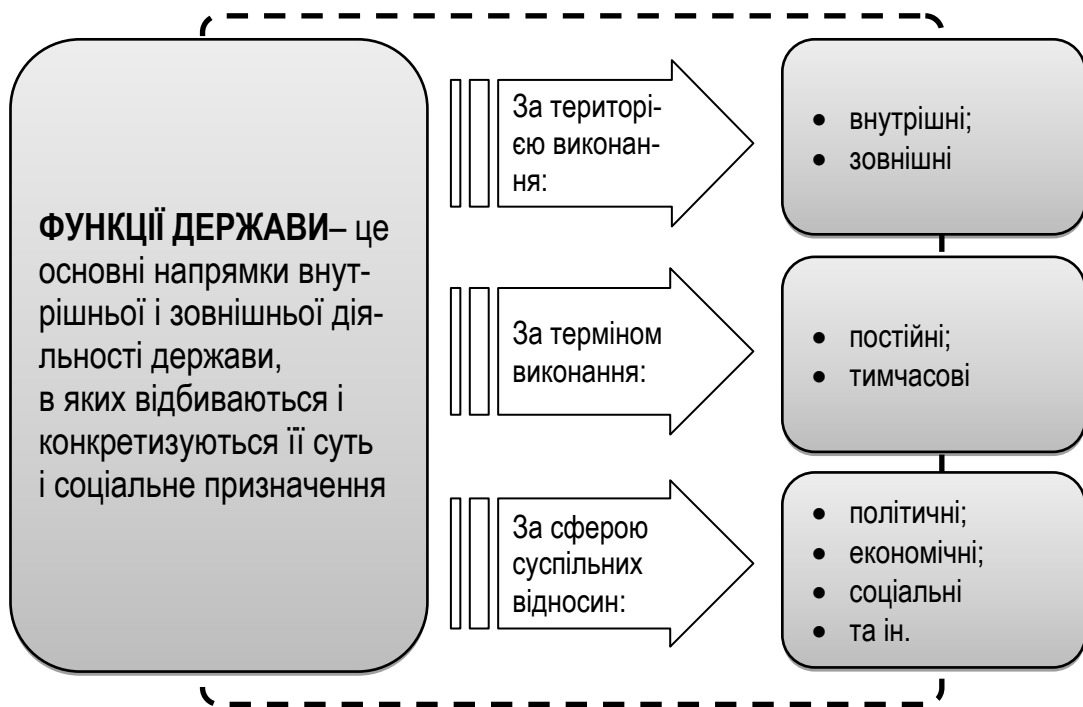 ФУНКЦІЇ ДЕРЖАВИ– це
основні напрямки внут-
рішньої і зовнішньої дія-
льності держави,
в яких відбиваються і
конкретизуються її суть
і соціальне призначення
За територі-
єю виконан-
ня:
• внутрішні;
• зовнішні
За терміном
виконання:
• постійні;
• тимчасові
За сферою
суспільних
відносин:
• політичні;
• економічні;
• соціальні
• та ін.